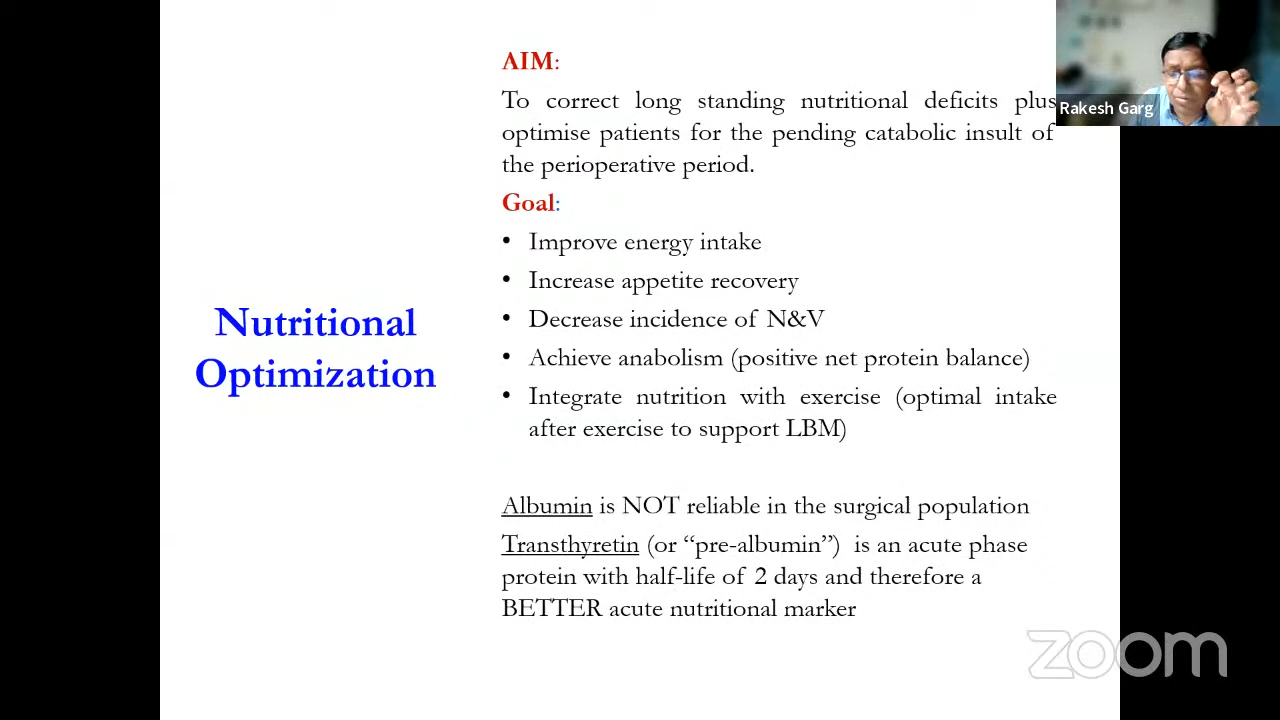 AIM:
To correct long standing nutritional deficits plus
optimise patients for the pending catabolic insult of
the perioperative period.
Goal:
• Improve energy intake
• Increase appetite recovery
• Decrease incidence of N&V
• Achieve anabolism (positive net protein balance)
• Integrate nutrition with exercise (optimal intake
after exercise to support LBM)
Nutritional
Optimization
Albumin is NOT reliable in the surgical population
Transthyretin (or “pre-albumin”) is an acute phase
protein with half-life of 2 days and therefore a
BETTER acute nutritional marker
Rakesh Garg
zoom